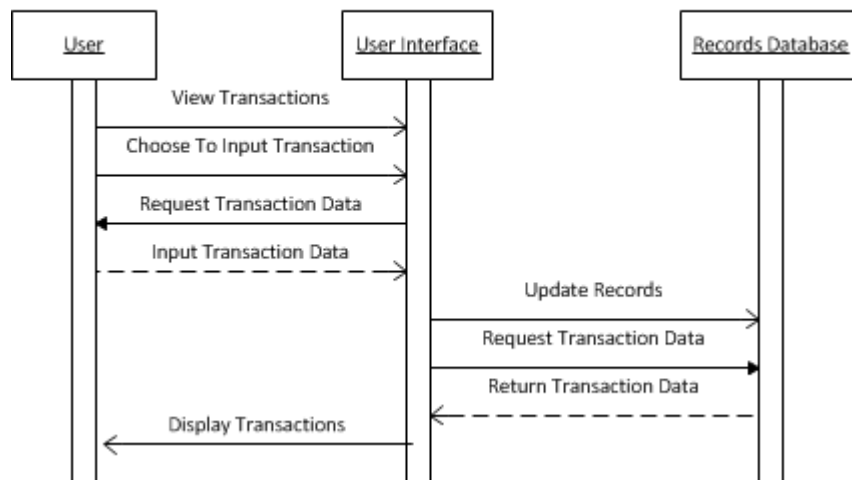 User
User Interface
Records Database
View Transactions
Choose To Input Transaction
Request Transaction Data
Input Transaction Data
Update Records
Request Transaction Data
Return Transaction Data
Display Transactions